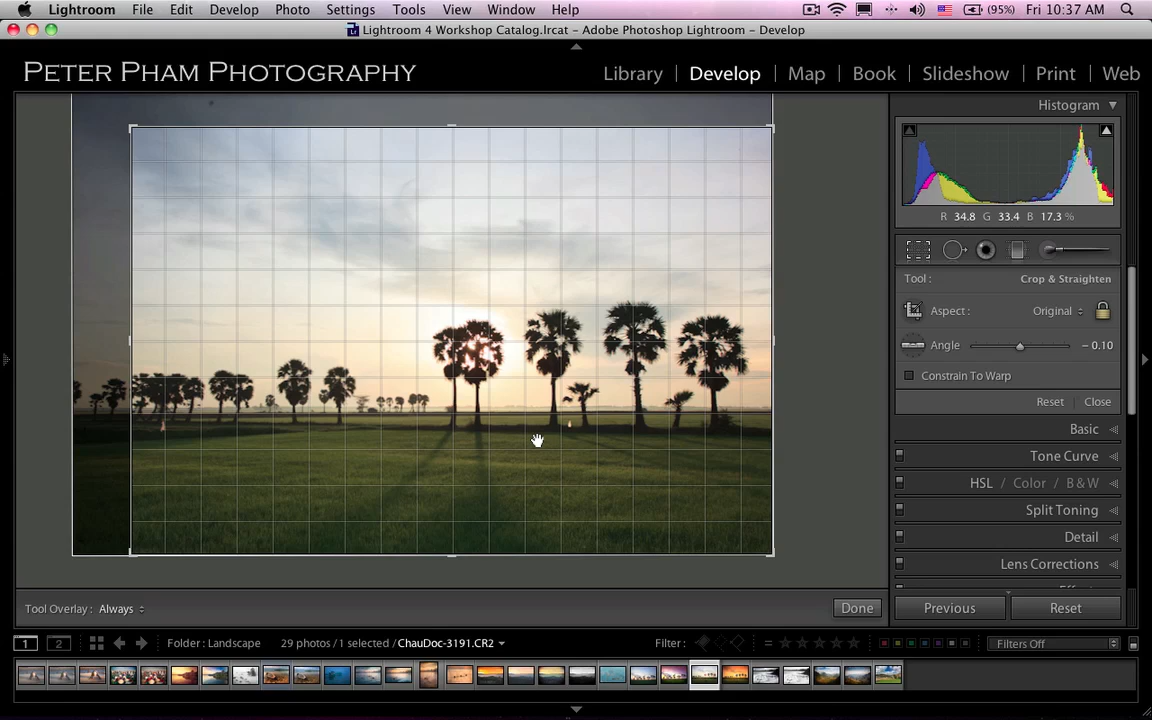 Lightroom File Edit Develop Photo Settings Tools View Window Help (95%) Fri 10:37 AM
Lightroom 4 Workshop Catalog.lrcat - Adobe Photoshop Lightroom - Develop
PETER PHAM PHOTOGRAPHY Library | Develop | Map | Book | Slideshow | Print | Web
Histogram
R 34.8 G 33.4 B 17.3 %
Tool : Crop & Straighten
Aspect : Original
Angle - 0.10
Constrain To Warp
Reset Close
Basic
Tone Curve
HSL / Color / B & W
Split Toning
Detail
Lens Corrections
Tool Overlay : Always Done Previous Reset
1 2 Folder : Landscape 29 photos / 1 selected / ChauDoc-3191.CR2 Filter : Filters Off